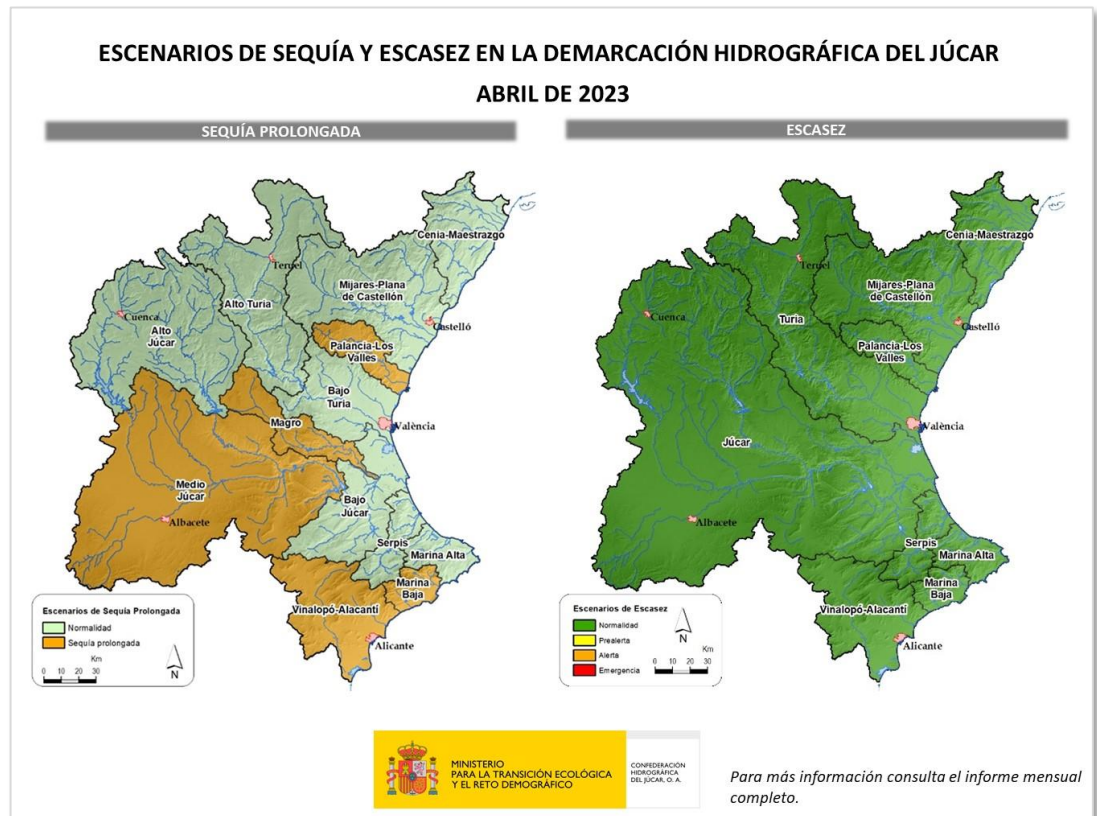 ESCENARIOS DE SEQUÍA Y ESCASEZ EN LA DEMARCACIÓN HIDROGRÁFICA DEL JÚCAR
ABRIL DE 2023
SEQUÍA PROLONGADA
Cenia-Maestrazgo
Teruel
Mijares-Plana
de Castellón
Alto Turia
Cuenca
Castelló
Alto
Júcar
Palancia-Los
Valles
Bajo
Turia
Magro
València
Medio
Júcar
Bajo
Júcar
Albacete
Serpis
Marina Alta
Marina
Baja
Vinalopó-Alacantí
Alicante
Escenarios de Sequía Prolongada
Normalidad
Sequía prolongada
Km
0 10 20 30
N
ESCASEZ
Cenia-Maestrazgo
Teruel
Mijares-Plana
de Castellón
Cuenca
Turia
Castelló
Palancia-Los
Valles
València
Júcar
Albacete
Serpis
Marina Alta
Marina
Baja
Vinalopó-Alacantí
Alicante
Escenarios de Escasez
Normalidad
Prealerta
Alerta
Emergencia
N
Km
0 10 20 30
MINISTERIO
PARA LA TRANSICIÓN ECOLÓGICA
Y EL RETO DEMOGRÁFICO
CONFEDERACIÓN
HIDROGRÁFICA
DEL JÚCAR, O. A.
Para más información consulta el informe mensual
completo.